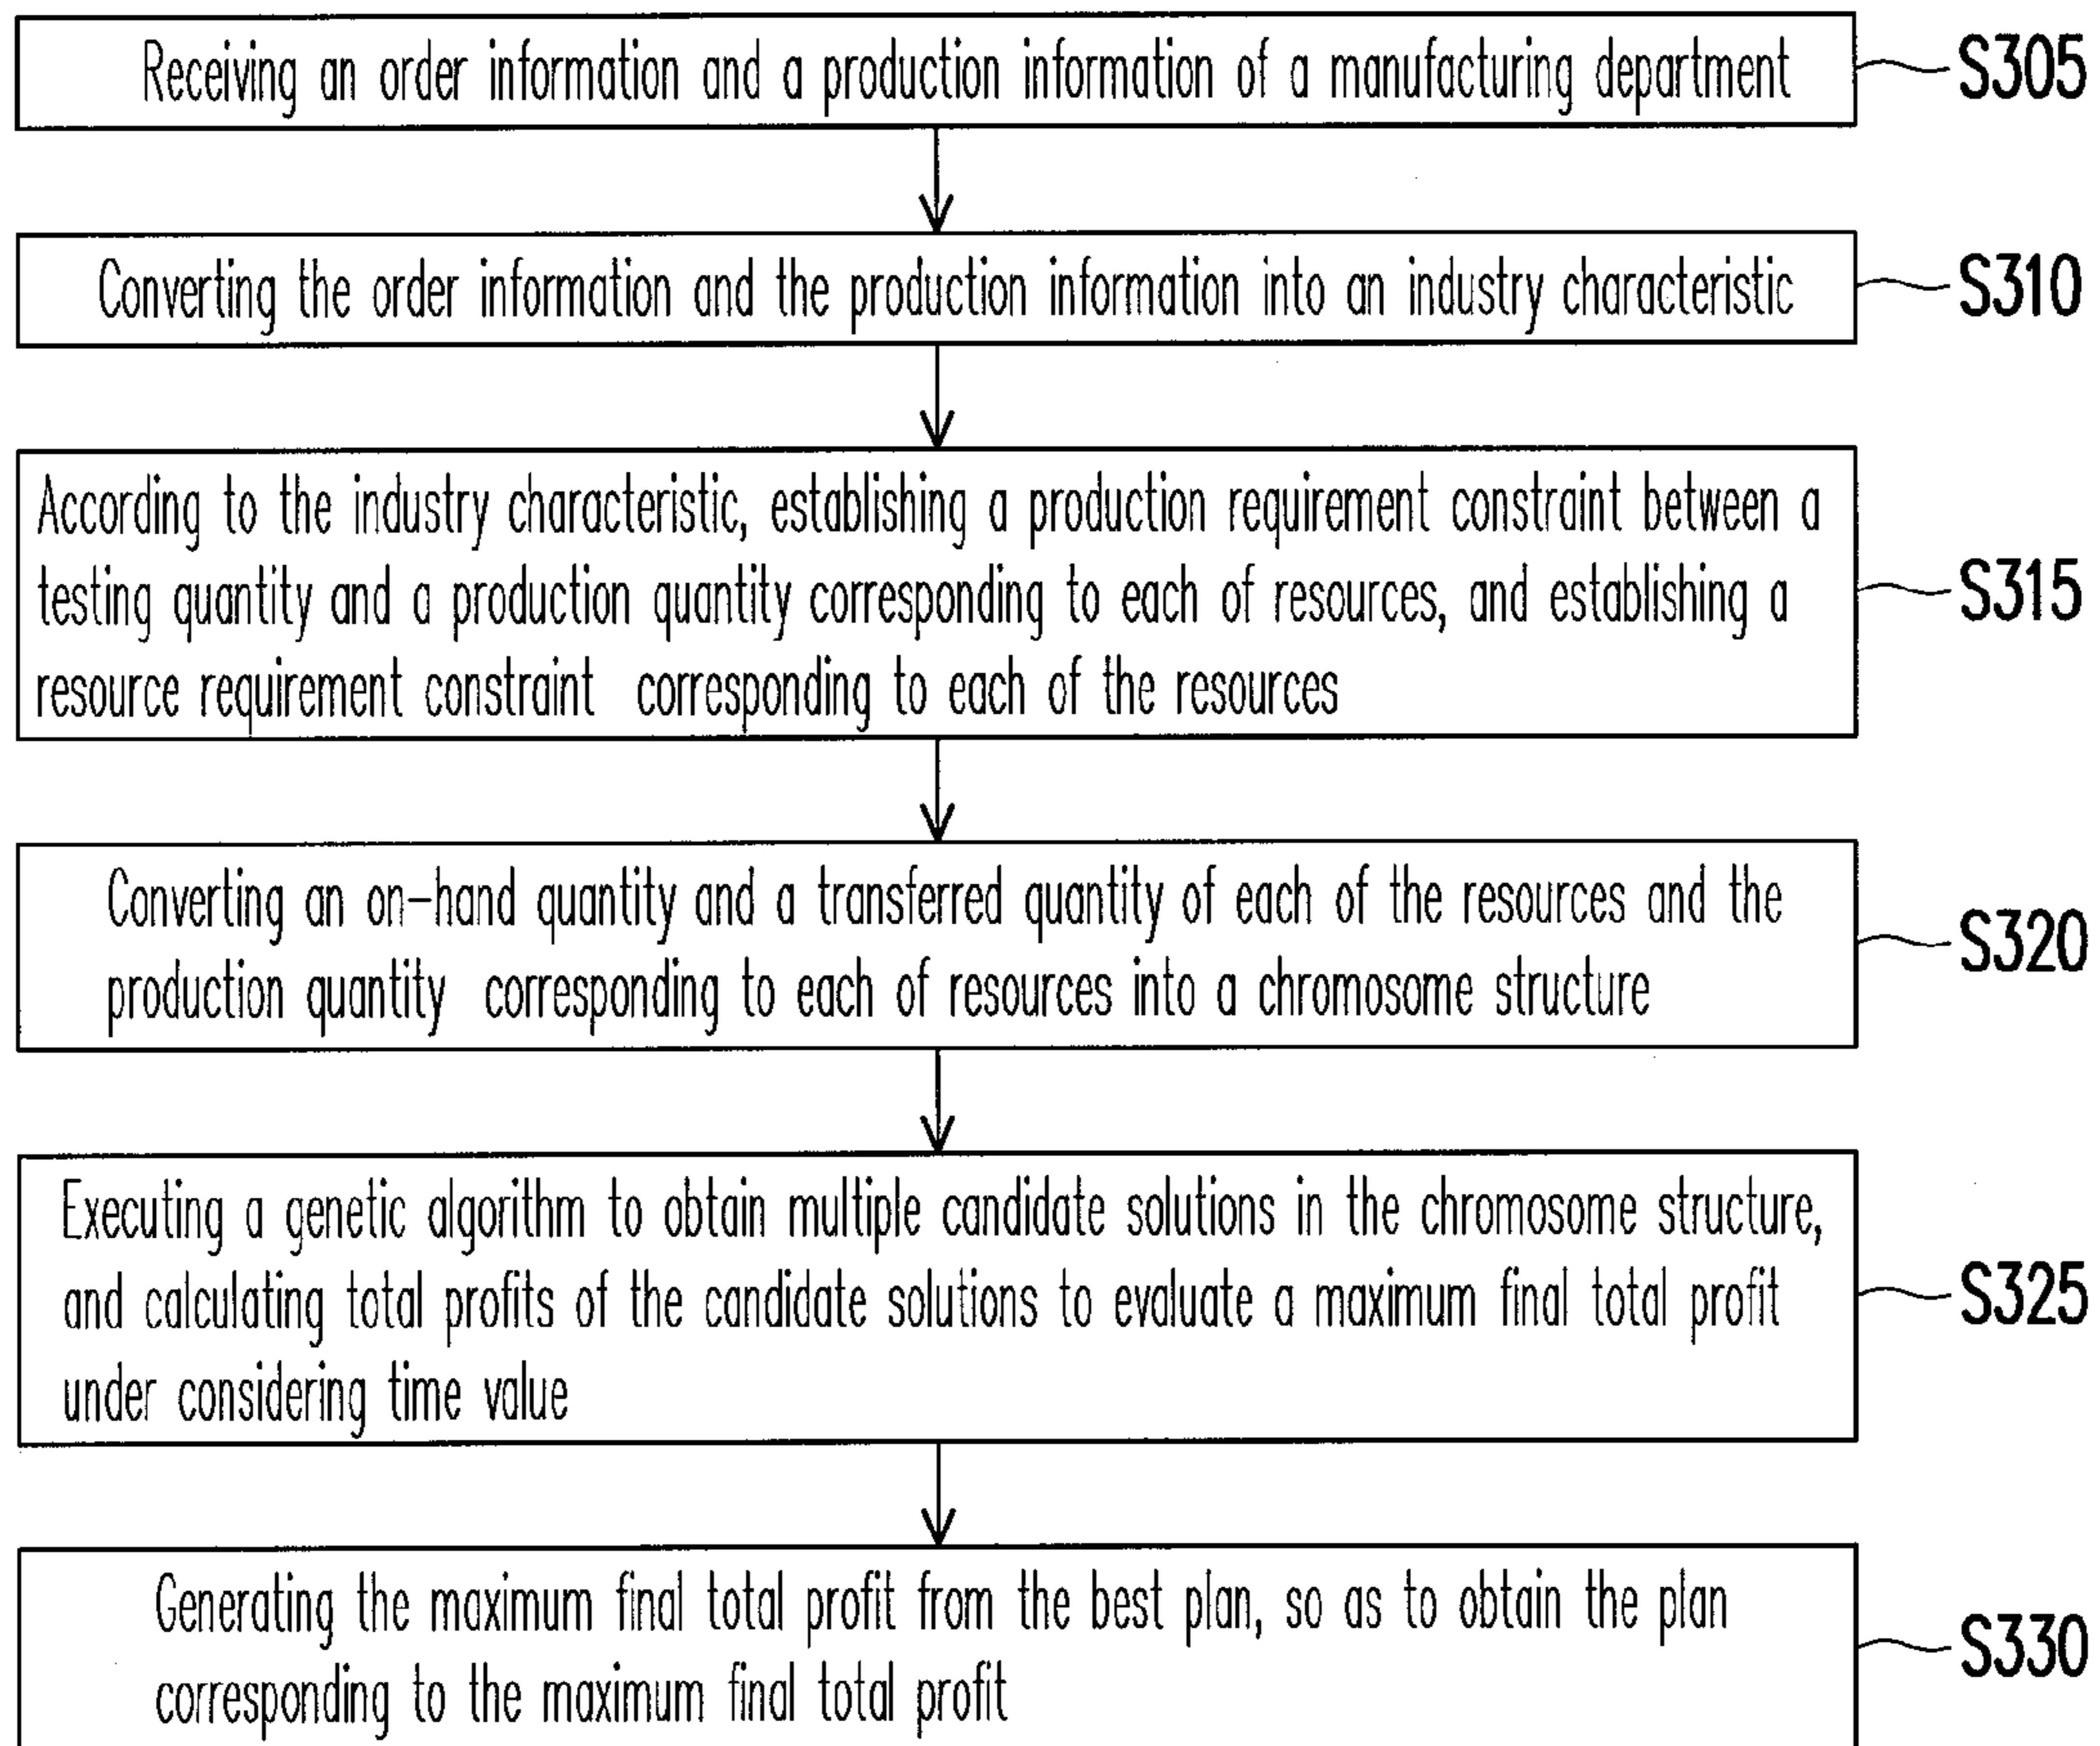 Receiving an order information and a production information of a manufacturing department
S305
Converting the order information and the production information into an industry characteristic
S310
According to the industry characteristic, establishing a production requirement constraint between a
testing quantity and a production quantity corresponding to each of resources, and establishing a
resource requirement constraint corresponding to each of the resources
S315
Converting an on-hand quantity and a transferred quantity of each of the resources and the
production quantity corresponding to each of resources into a chromosome structure
S320
Executing a genetic algorithm to obtain multiple candidate solutions in the chromosome structure,
and calculating total profits of the candidate solutions to evaluate a maximum final total profit
under considering time value
S325
Generating the maximum final total profit from the best plan, so as to obtain the plan
corresponding to the maximum final total profit
S330